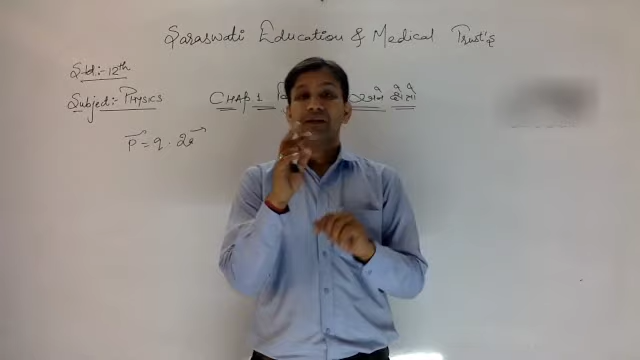 Saraswati Education & Medical Trust's
Std:- 12th
Subject:- Physics Chap 1
p⃗ = q · 2a⃗